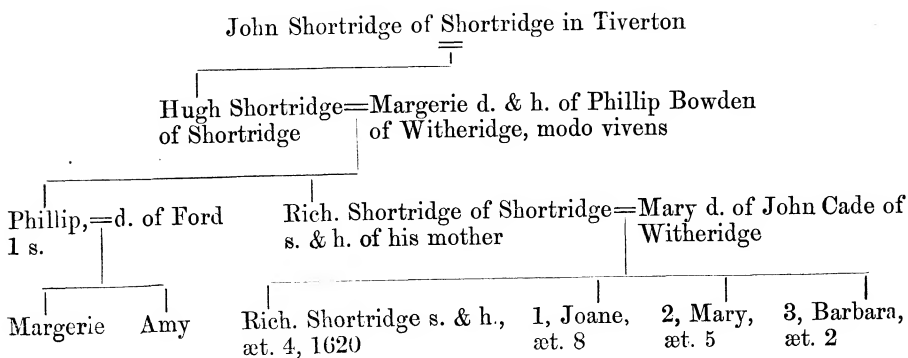 John Shortridge of Shortridge in Tiverton
Hugh Shortridge=Margerie d. & h. of Phillip Bowden
of Shortridge of Witheridge, modo vivens
Phillip,=d. of Ford Rich. Shortridge of Shortridge=Mary d. of John Cade of
1 s. s. & h. of his mother Witheridge
Margerie Amy Rich. Shortridge s. & h., 1, Joane, 2, Mary, 3, Barbara,
æt. 4, 1620 æt. 8 æt. 5 æt. 2